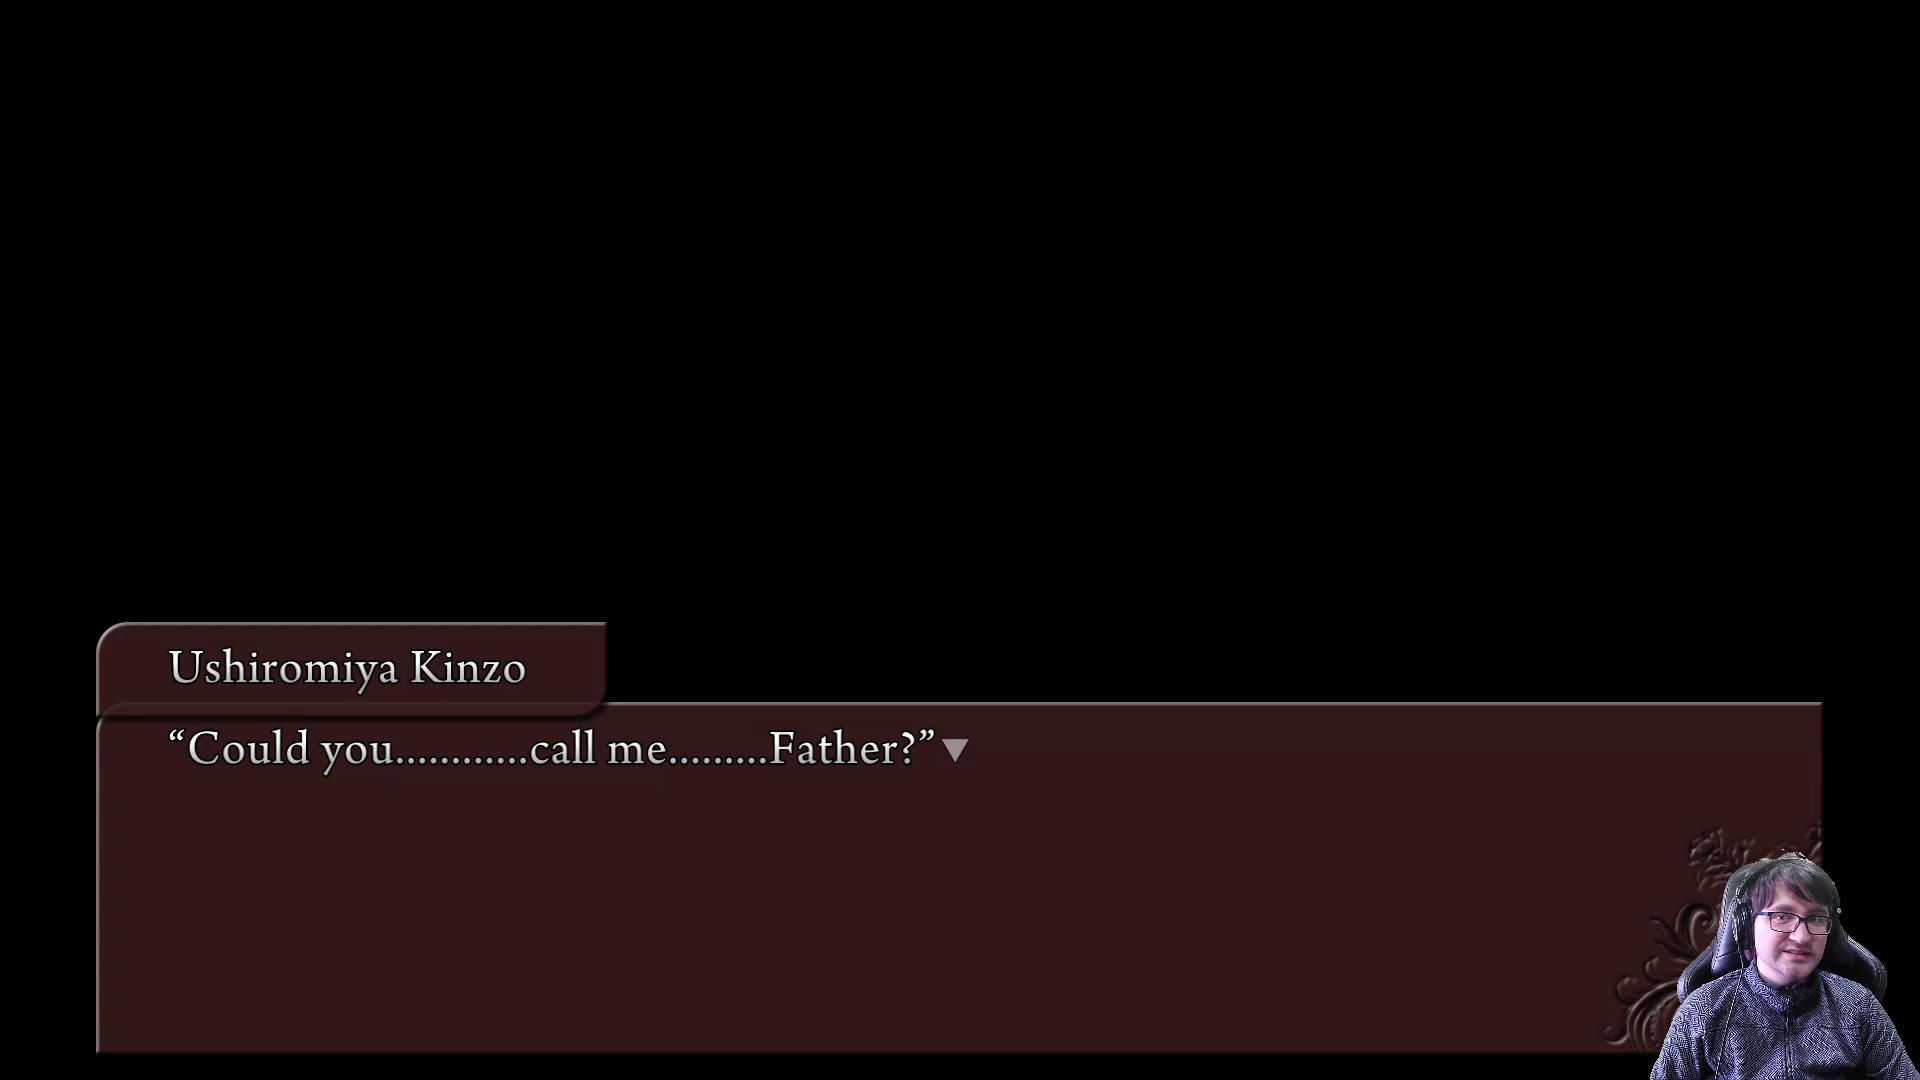 Ushiromiya Kinzo
“Could you............call me.........Father?”